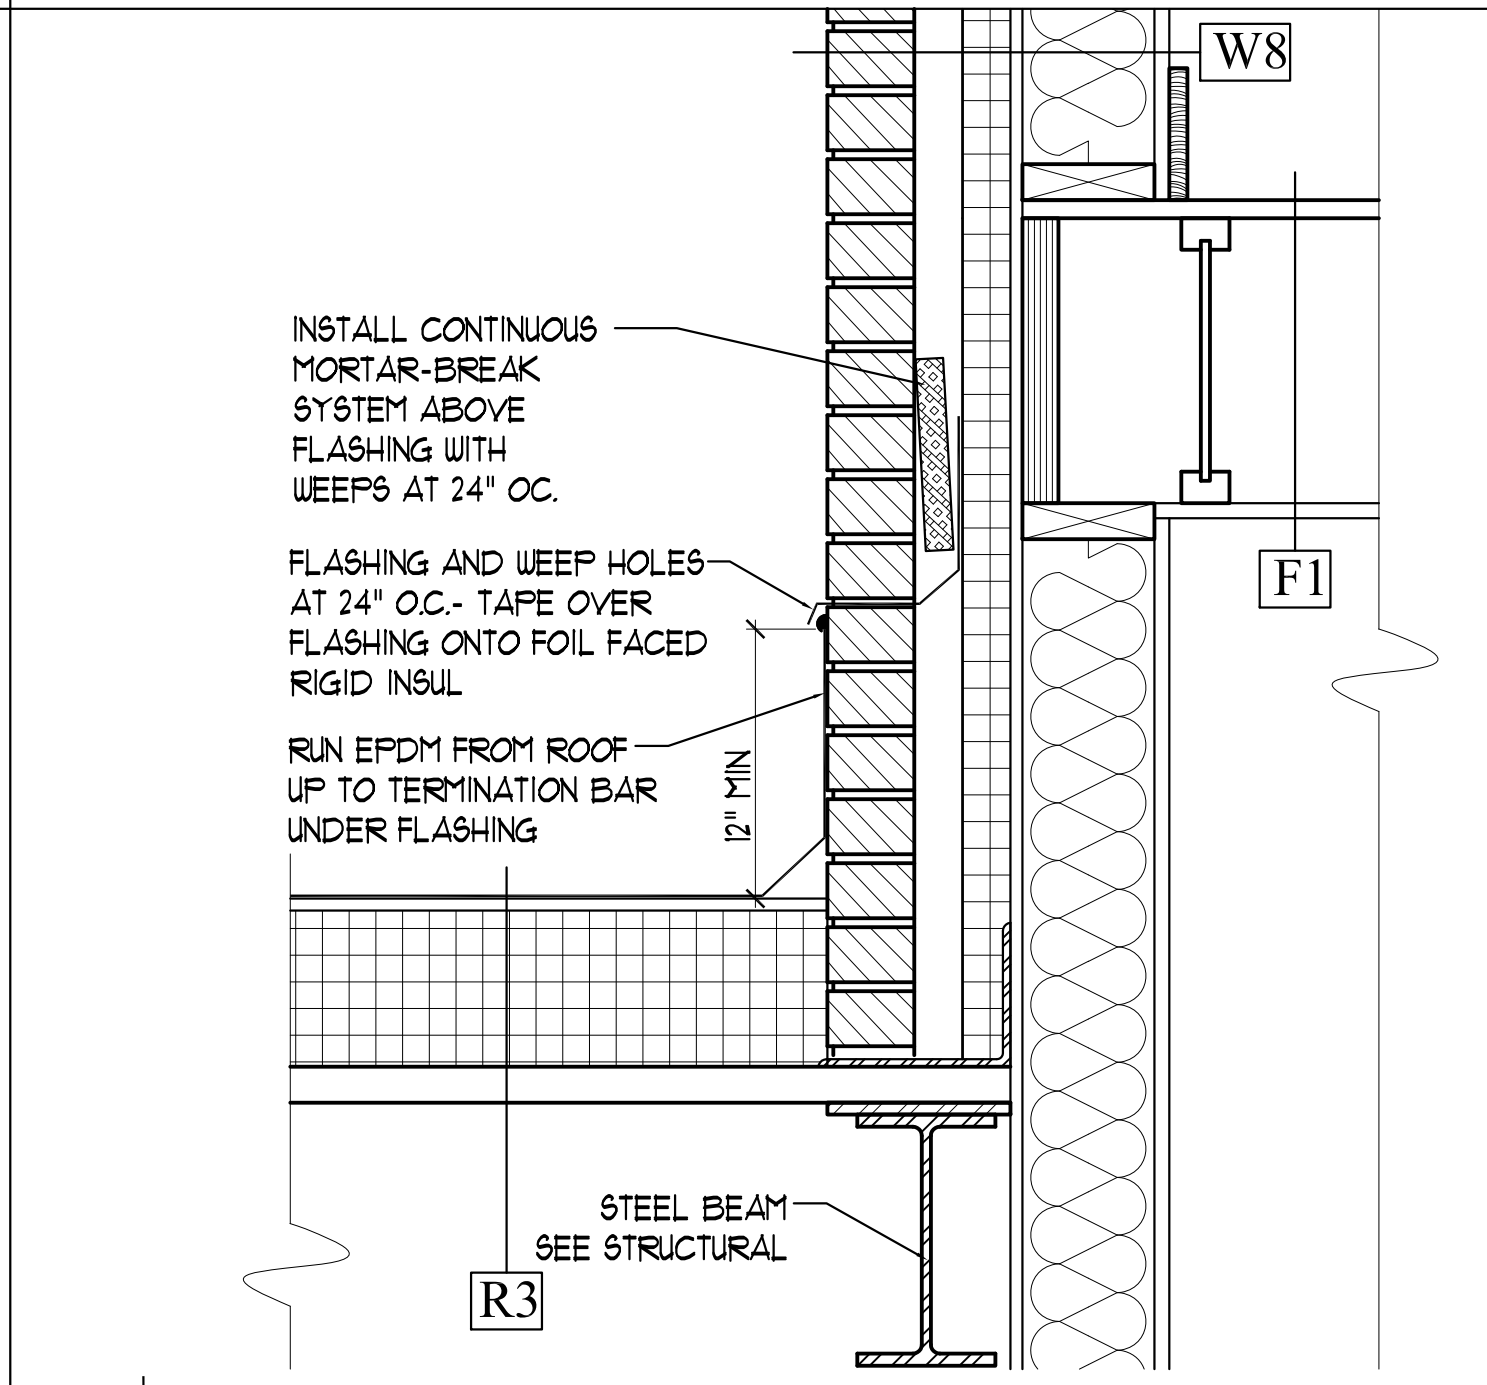 W8
INSTALL CONTINUOUS
MORTAR-BREAK
SYSTEM ABOVE
FLASHING WITH
WEEPS AT 24" OC.
FLASHING AND WEEP HOLES
AT 24" O.C.- TAPE OVER
FLASHING ONTO FOIL FACED
RIGID INSUL
F1
RUN EPDM FROM ROOF
UP TO TERMINATION BAR
UNDER FLASHING
12" MIN
STEEL BEAM
SEE STRUCTURAL
R3